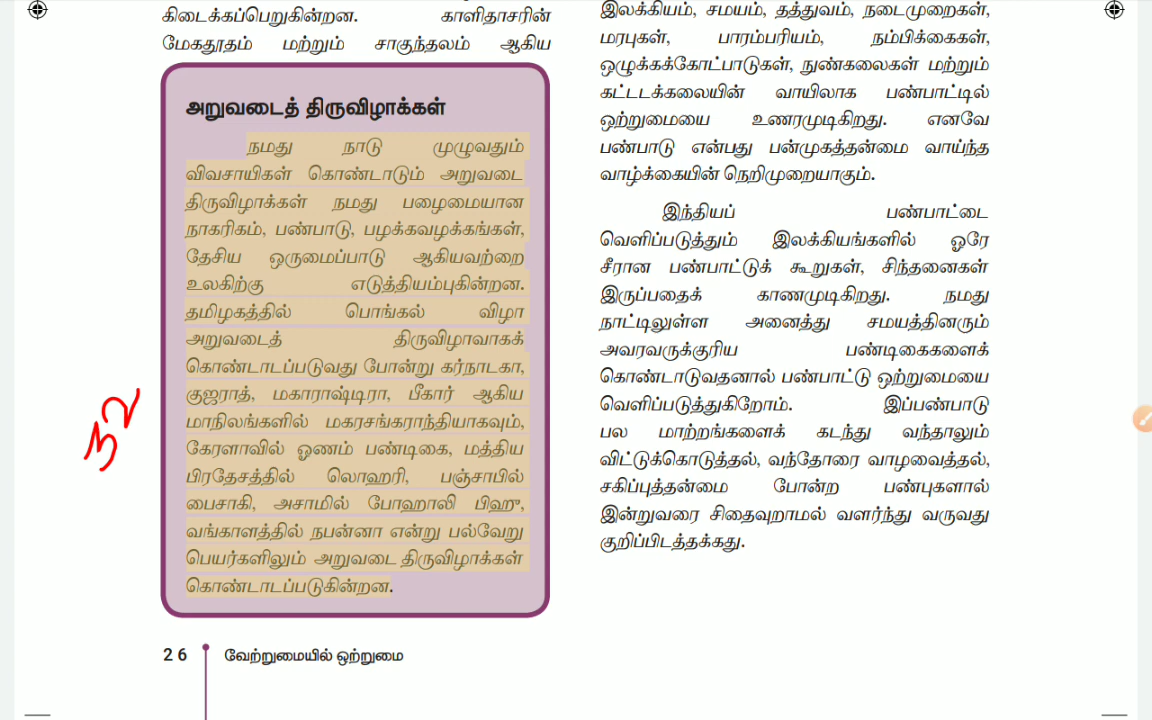 கிடைக்கப்பெறுகின்றன. காளிதாசரின்
மேகதூதம் மற்றும் சாகுந்தலம் ஆகிய
அறுவடைத் திருவிழாக்கள்
நமது நாடு முழுவதும்
விவசாயிகள் கொண்டாடும் அறுவடை
திருவிழாக்கள் நமது பழைமையான
நாகரிகம், பண்பாடு, பழக்கவழக்கங்கள்,
தேசிய ஒருமைப்பாடு ஆகியவற்றை
உலகிற்கு எடுத்தியம்புகின்றன.
தமிழகத்தில் பொங்கல் விழா
அறுவடைத் திருவிழாவாகக்
கொண்டாடப்படுவது போன்று கர்நாடகா,
குஜராத், மகாராஷ்டிரா, பீகார் ஆகிய
மாநிலங்களில் மகரசங்கராந்தியாகவும்,
கேரளாவில் ஓணம் பண்டிகை, மத்திய
பிரதேசத்தில் லொஹரி, பஞ்சாபில்
பைசாகி, அசாமில் போஹாலி பிஹு,
வங்காளத்தில் நபன்னா என்று பல்வேறு
பெயர்களிலும் அறுவடை திருவிழாக்கள்
கொண்டாடப்படுகின்றன.
நவ
26 வேற்றுமையில் ஒற்றுமை
இலக்கியம், சமயம், தத்துவம், நடைமுறைகள்,
மரபுகள், பாரம்பரியம், நம்பிக்கைகள்,
ஒழுக்கக்கோட்பாடுகள், நுண்கலைகள் மற்றும்
கட்டடக்கலையின் வாயிலாக பண்பாட்டில்
ஒற்றுமையை உணரமுடிகிறது. எனவே
பண்பாடு என்பது பன்முகத்தன்மை வாய்ந்த
வாழ்க்கையின் நெறிமுறையாகும்.
இந்தியப் பண்பாட்டை
வெளிப்படுத்தும் இலக்கியங்களில் ஓரே
சீரான பண்பாட்டுக் கூறுகள், சிந்தனைகள்
இருப்பதைக் காணமுடிகிறது. நமது
நாட்டிலுள்ள அனைத்து சமயத்தினரும்
அவரவருக்குரிய பண்டிகைகளைக்
கொண்டாடுவதனால் பண்பாட்டு ஒற்றுமையை
வெளிப்படுத்துகிறோம். இப்பண்பாடு
பல மாற்றங்களைக் கடந்து வந்தாலும்
விட்டுக்கொடுத்தல், வந்தோரை வாழவைத்தல்,
சகிப்புத்தன்மை போன்ற பண்புகளால்
இன்றுவரை சிதைவுறாமல் வளர்ந்து வருவது
குறிப்பிடத்தக்கது.